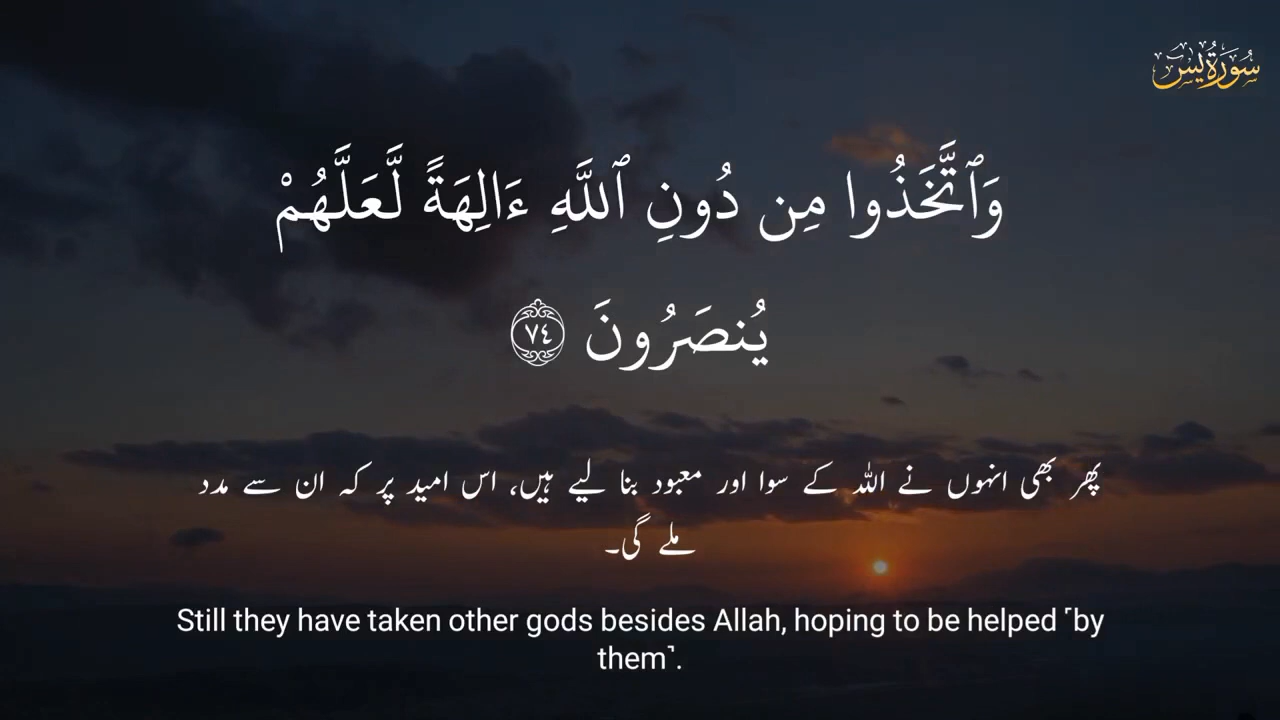 سُورَةُ يس
وَٱتَّخَذُوا مِن دُونِ ٱللَّهِ ءَالِهَةً لَّعَلَّهُمْ
يُنصَرُونَ ٧٤
پھر بھی انہوں نے اللہ کے سوا اور معبود بنا لیے ہیں، اس امید پر کہ ان سے مدد
ملے گی۔
Still they have taken other gods besides Allah, hoping to be helped ˹by
them˺.